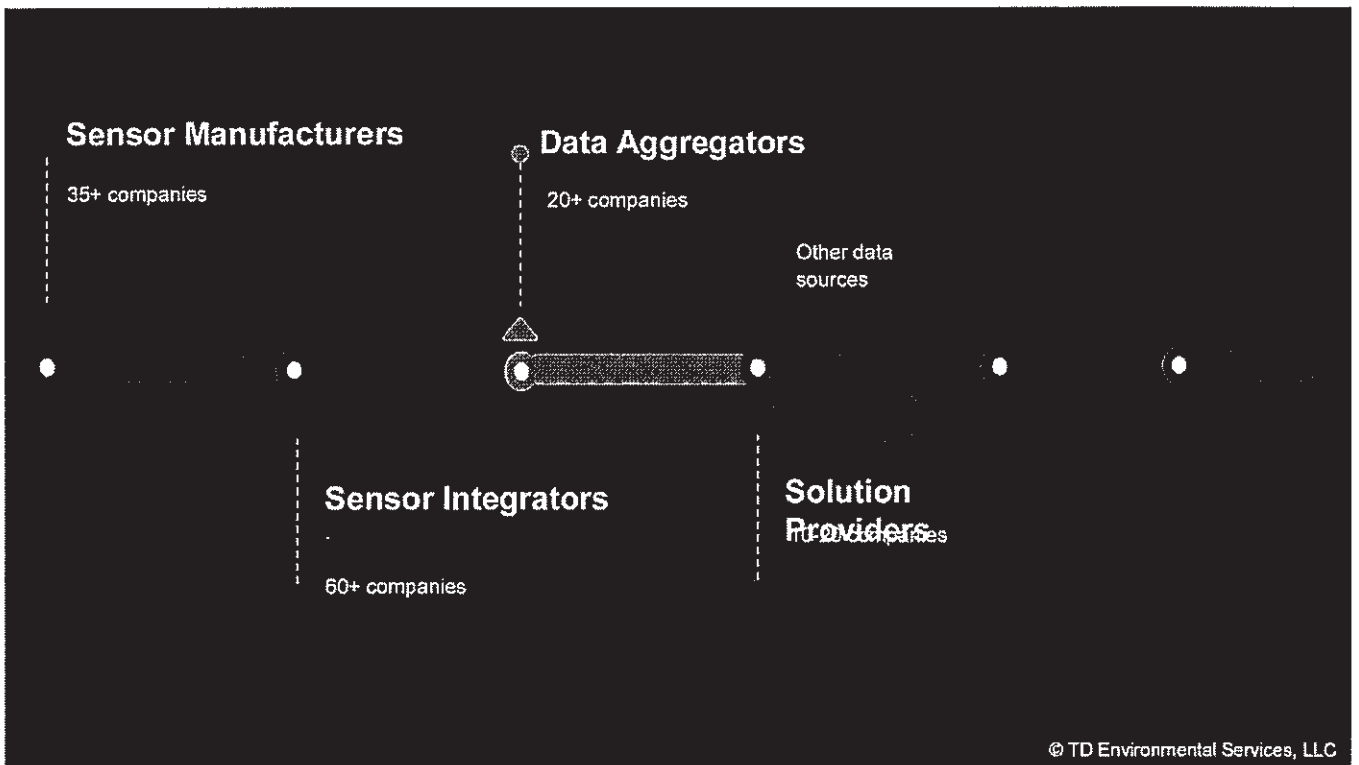 Sensor Manufacturers
35+ companies
Data Aggregators
20+ companies
Other data
sources
Sensor Integrators
-
60+ companies
Solution
Providers
companies
© TD Environmental Services, LLC